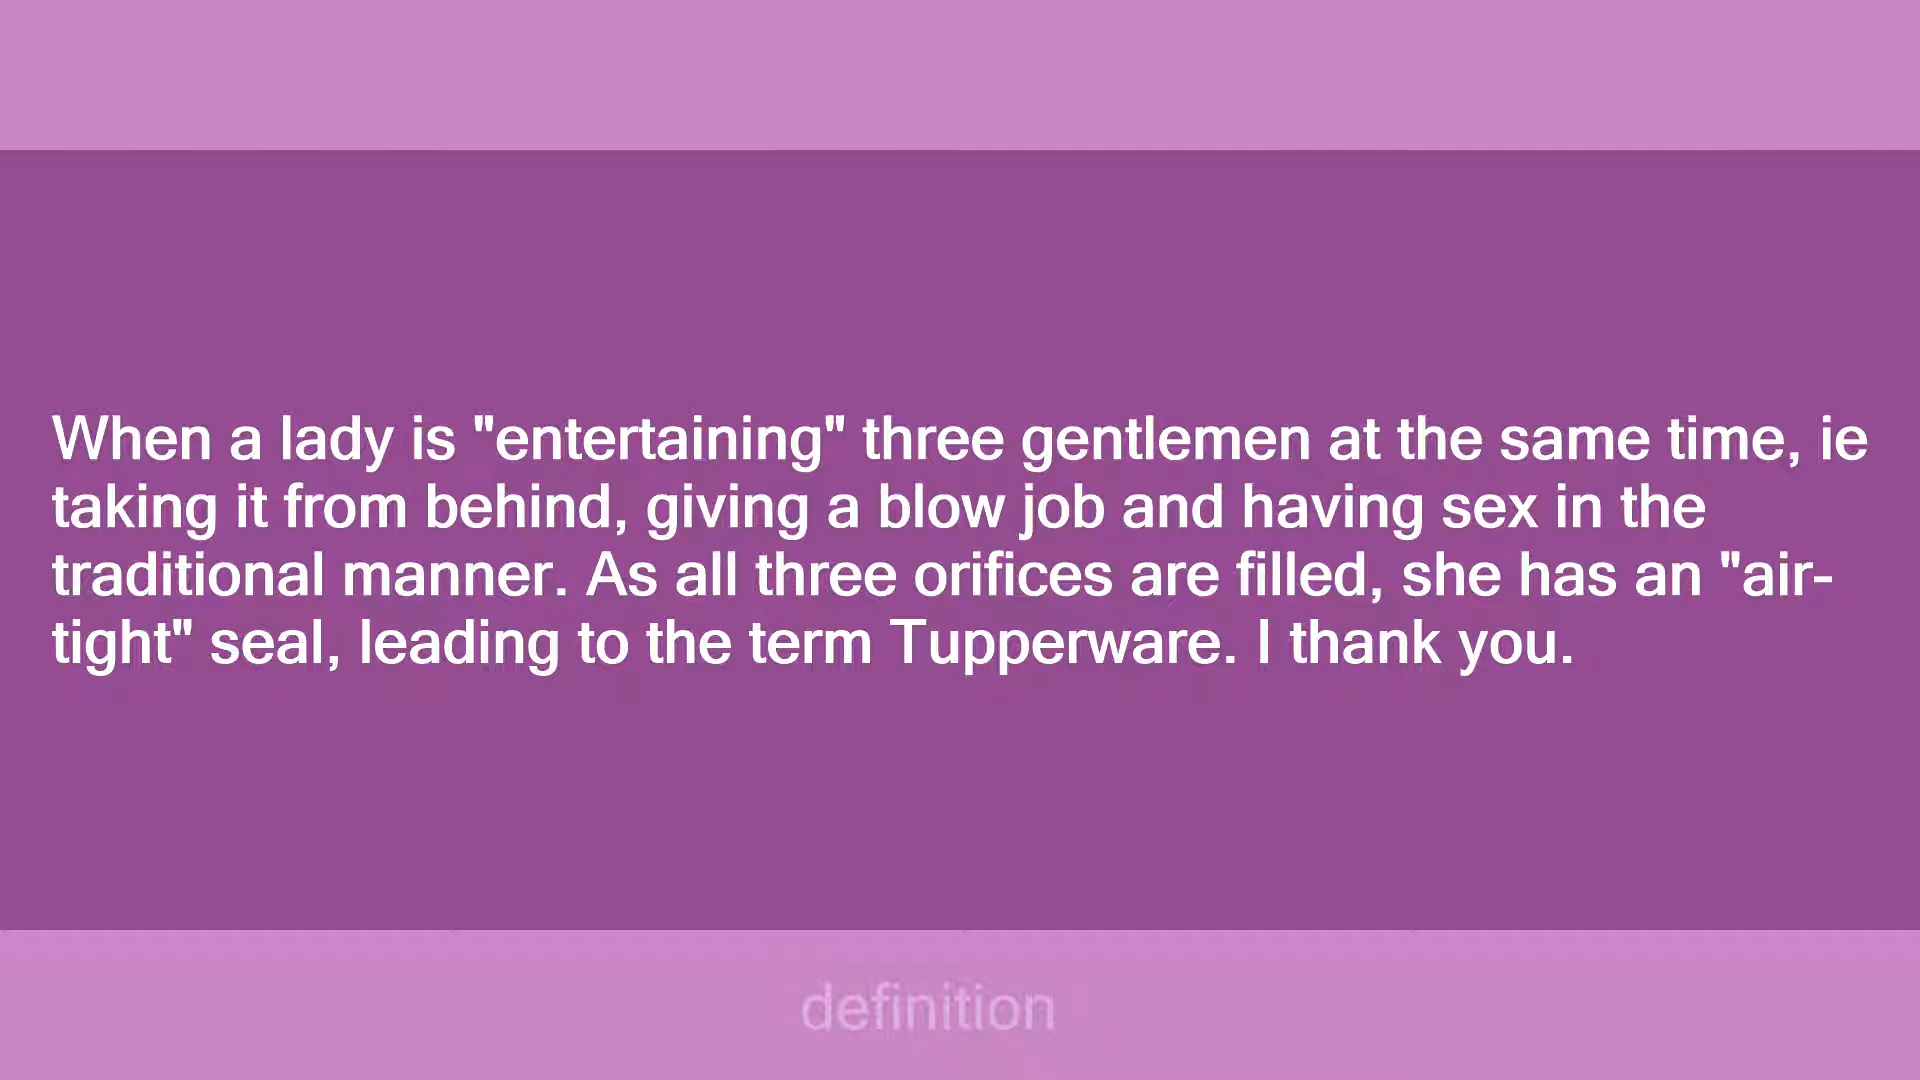 When a lady is "entertaining" three gentlemen at the same time, ie
taking it from behind, giving a blow job and having sex in the
traditional manner. As all three orifices are filled, she has an "air-
tight" seal, leading to the term Tupperware. I thank you.
definition